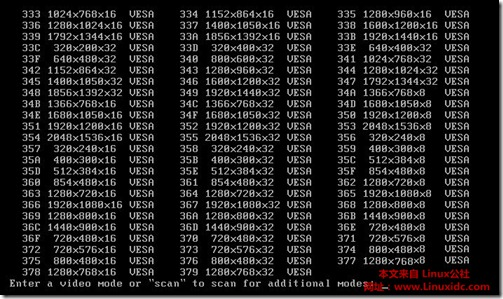 333 1024x768x16 VESA 334 1152x864x16 VESA 335 1280x960x16 VESA
336 1280x1024x16 VESA 337 1400x1050x16 VESA 338 1600x1200x16 VESA
339 1792x1344x16 VESA 33A 1856x1392x16 VESA 33B 1920x1440x16 VESA
33C 320x200x32 VESA 33D 320x400x32 VESA 33E 640x400x32 VESA
33F 640x480x32 VESA 340 800x600x32 VESA 341 1024x768x32 VESA
342 1152x864x32 VESA 343 1280x960x32 VESA 344 1280x1024x32 VESA
345 1400x1050x32 VESA 346 1600x1200x32 VESA 347 1792x1344x32 VESA
348 1856x1392x32 VESA 349 1920x1440x32 VESA 34A 1366x768x8 VESA
34B 1366x768x16 VESA 34C 1366x768x32 VESA 34D 1680x1050x8 VESA
34E 1680x1050x16 VESA 34F 1680x1050x32 VESA 350 1920x1200x8 VESA
351 1920x1200x16 VESA 352 1920x1200x32 VESA 353 2048x1536x8 VESA
354 2048x1536x16 VESA 355 2048x1536x32 VESA 356 320x240x8 VESA
357 320x240x16 VESA 358 320x240x32 VESA 359 400x300x8 VESA
35A 400x300x16 VESA 35B 400x300x32 VESA 35C 512x384x8 VESA
35D 512x384x16 VESA 35E 512x384x32 VESA 35F 854x480x8 VESA
360 854x480x16 VESA 361 854x480x32 VESA 362 1280x720x8 VESA
363 1280x720x16 VESA 364 1280x720x32 VESA 365 1920x1080x8 VESA
366 1920x1080x16 VESA 367 1920x1080x32 VESA 368 1280x800x8 VESA
369 1280x800x16 VESA 36A 1280x800x32 VESA 36B 1440x900x8 VESA
36C 1440x900x16 VESA 36D 1440x900x32 VESA 36E 720x480x8 VESA
36F 720x480x16 VESA 370 720x480x32 VESA 371 720x576x8 VESA
372 720x576x16 VESA 373 720x576x32 VESA 374 800x480x8 VESA
375 800x480x16 VESA 376 800x480x32 VESA 377 1280x768x8 VESA
378 1280x768x16 VESA 379 1280x768x32 VESA
Enter a video mode or "scan" to scan for additional modes: _
本文来自 Linux公社
www.Linuxidc.com